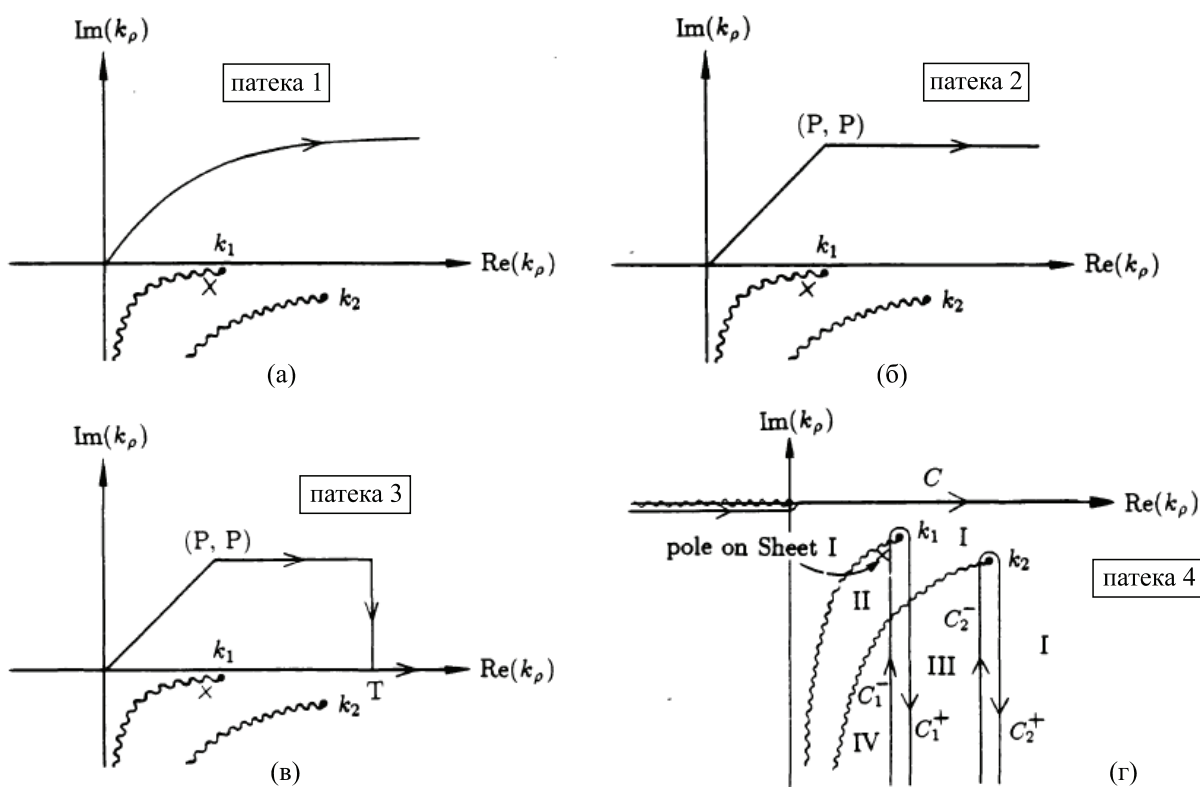 Im(kρ)
патека 1
k₁
Re(kρ)
k₂
(а)
Im(kρ)
патека 2
(P, P)
k₁
Re(kρ)
k₂
(б)
Im(kρ)
патека 3
(P, P)
k₁
Re(kρ)
T
k₂
(в)
Im(kρ)
C
Re(kρ)
pole on Sheet I
k₁
I
k₂
патека 4
II
C₂⁻
III
I
C₁⁻
C₁⁺
C₂⁺
IV
(г)